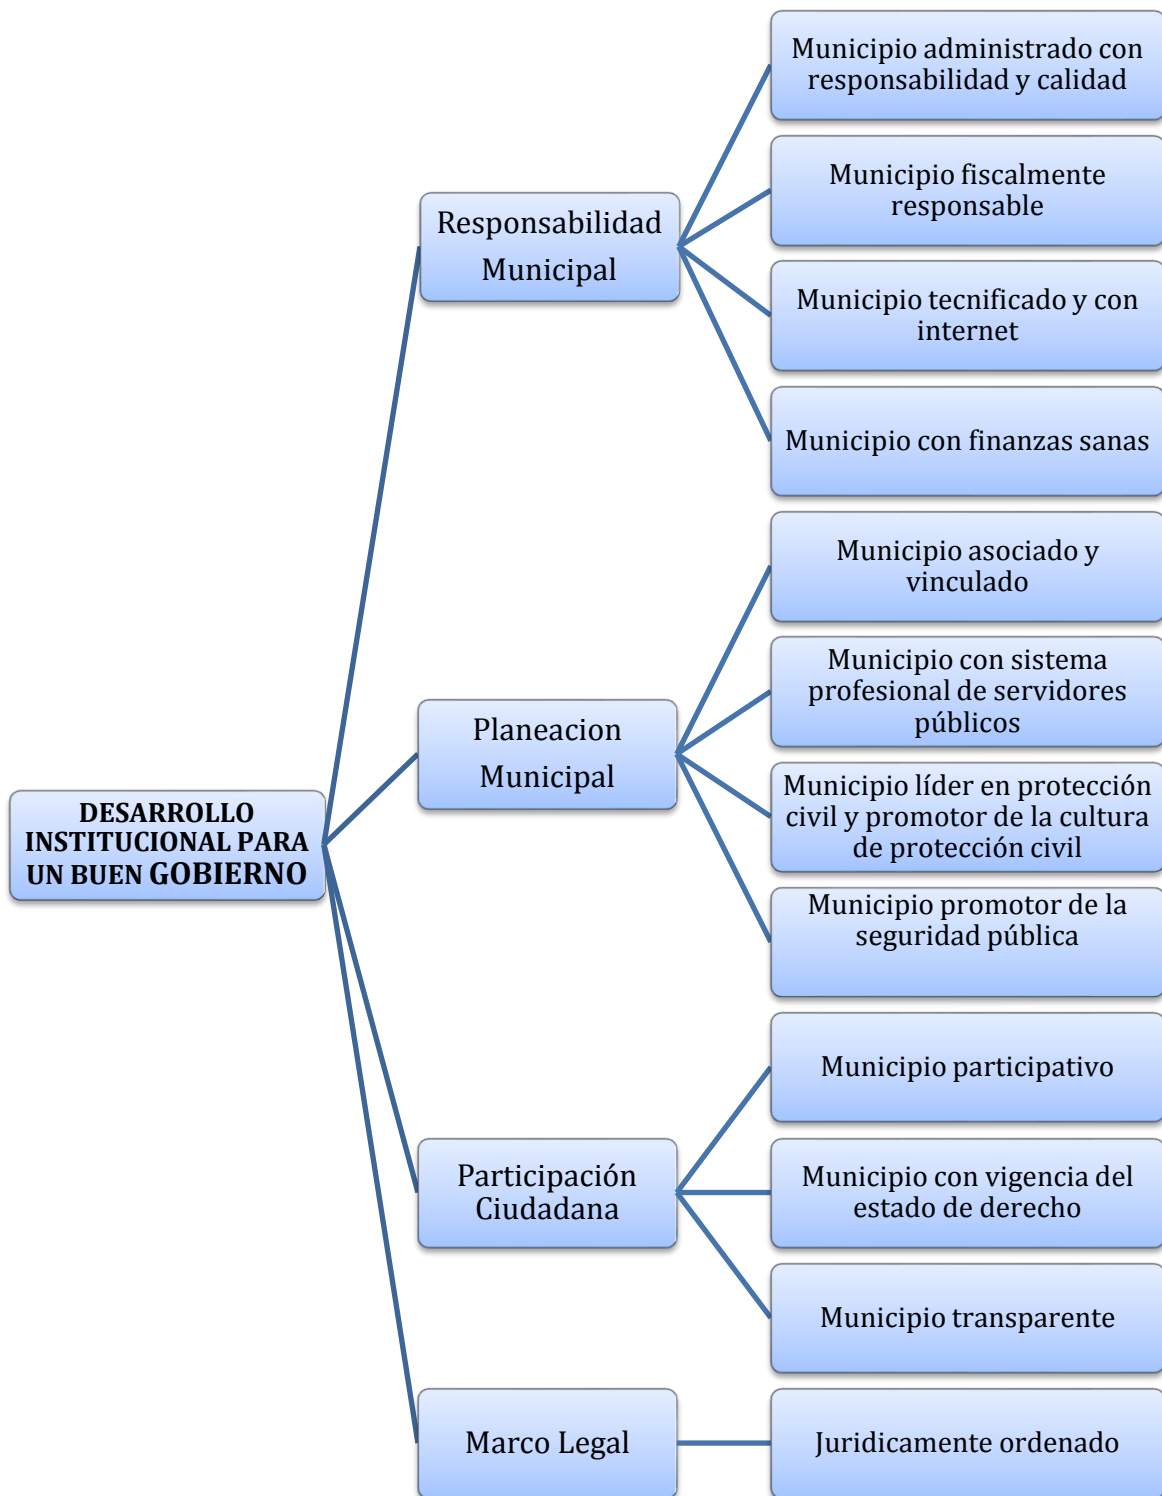 DESARROLLO
INSTITUCIONAL PARA
UN BUEN GOBIERNO
Responsabilidad
Municipal
Municipio administrado con
responsabilidad y calidad
Municipio fiscalmente
responsable
Municipio tecnificado y con
internet
Municipio con finanzas sanas
Planeacion
Municipal
Municipio asociado y
vinculado
Municipio con sistema
profesional de servidores
públicos
Municipio líder en protección
civil y promotor de la cultura
de protección civil
Municipio promotor de la
seguridad pública
Participación
Ciudadana
Municipio participativo
Municipio con vigencia del
estado de derecho
Municipio transparente
Marco Legal
Juridicamente ordenado